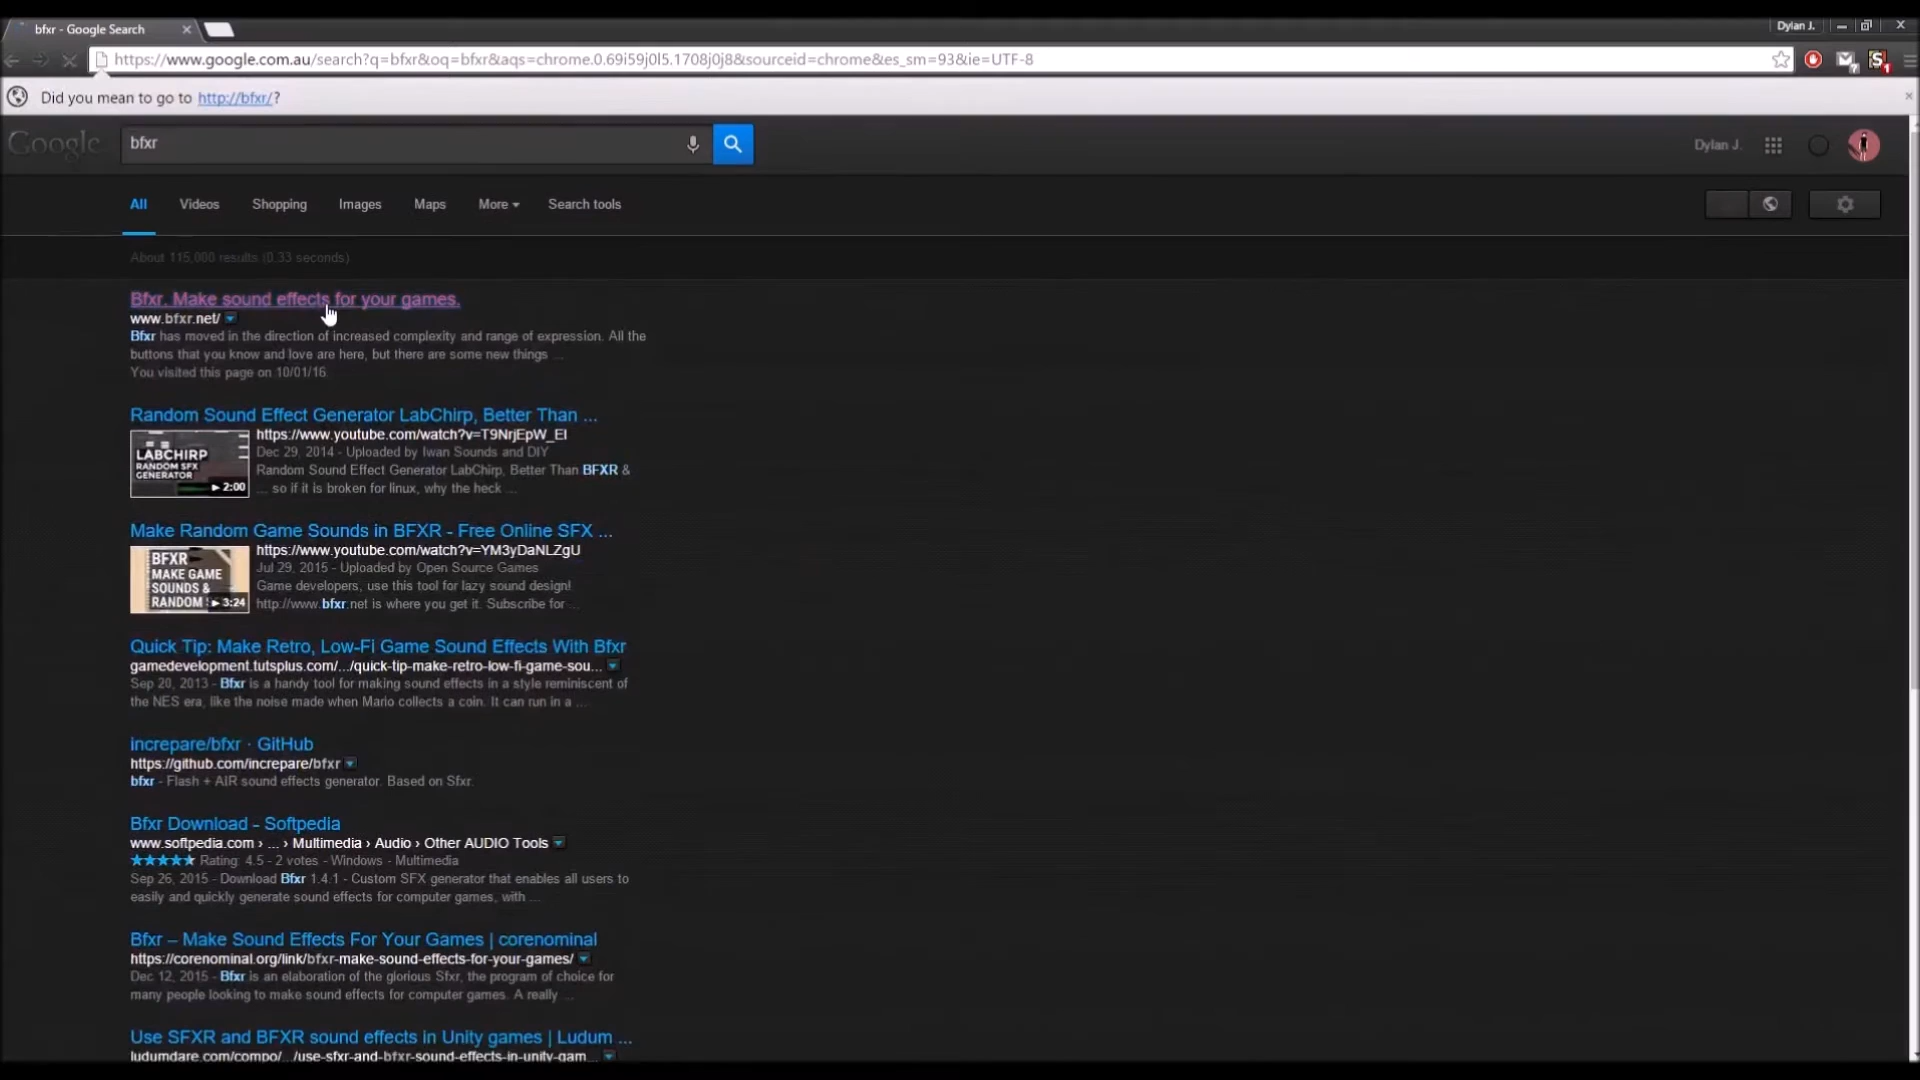 bfxr - Google Search
Dylan J.
https://www.google.com.au/search?q=bfxr&oq=bfxr&aqs=chrome.0.69i59j0l5.1708j0j8&sourceid=chrome&es_sm=93&ie=UTF-8
Did you mean to go to http://bfxr/?
Google
bfxr
Dylan J.
All Videos Shopping Images Maps More Search tools
About 115,000 results (0.33 seconds)
Bfxr. Make sound effects for your games.
www.bfxr.net/
Bfxr has moved in the direction of increased complexity and range of expression. All the
buttons that you know and love are here, but there are some new things ...
You visited this page on 10/01/16.
Random Sound Effect Generator LabChirp, Better Than ...
https://www.youtube.com/watch?v=T9NrjEpW_EI
Dec 29, 2014 - Uploaded by Iwan Sounds and DIY
Random Sound Effect Generator LabChirp, Better Than BFXR &
... so if it is broken for linux, why the heck ...
LABCHIRP
RANDOM SFX
GENERATOR
2:00
Make Random Game Sounds in BFXR - Free Online SFX ...
https://www.youtube.com/watch?v=YM3yDaNLZgU
Jul 29, 2015 - Uploaded by Open Source Games
Game developers, use this tool for lazy sound design!
http://www.bfxr.net is where you get it. Subscribe for ...
BFXR
MAKE GAME
SOUNDS &
RANDOM
3:24
Quick Tip: Make Retro, Low-Fi Game Sound Effects With Bfxr
gamedevelopment.tutsplus.com/.../quick-tip-make-retro-low-fi-game-sou...
Sep 20, 2013 - Bfxr is a handy tool for making sound effects in a style reminiscent of
the NES era, like the noise made when Mario collects a coin. It can run in a ...
increpare/bfxr · GitHub
https://github.com/increpare/bfxr
bfxr - Flash + AIR sound effects generator. Based on Sfxr.
Bfxr Download - Softpedia
www.softpedia.com › ... › Multimedia › Audio › Other AUDIO Tools
Rating: 4.5 - 2 votes - Windows - Multimedia
Sep 26, 2015 - Download Bfxr 1.4.1 - Custom SFX generator that enables all users to
easily and quickly generate sound effects for computer games, with ...
Bfxr – Make Sound Effects For Your Games | corenominal
https://corenominal.org/link/bfxr-make-sound-effects-for-your-games/
Dec 12, 2015 - Bfxr is an elaboration of the glorious Sfxr, the program of choice for
many people looking to make sound effects for computer games. A really ...
Use SFXR and BFXR sound effects in Unity games | Ludum ...
ludumdare.com/compo/.../use-sfxr-and-bfxr-sound-effects-in-unity-gam...